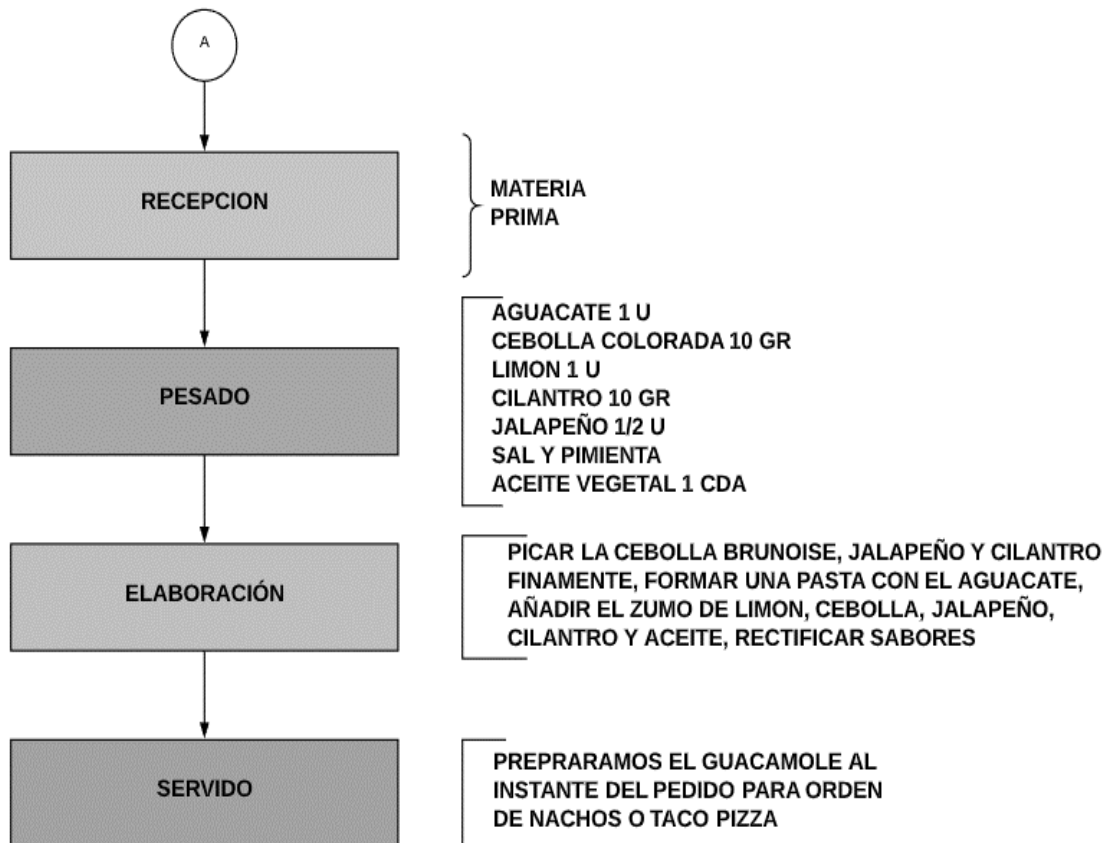 A
RECEPCION
MATERIA
PRIMA
PESADO
AGUACATE 1 U
CEBOLLA COLORADA 10 GR
LIMON 1 U
CILANTRO 10 GR
JALAPEÑO 1/2 U
SAL Y PIMIENTA
ACEITE VEGETAL 1 CDA
ELABORACIÓN
PICAR LA CEBOLLA BRUNOISE, JALAPEÑO Y CILANTRO
FINAMENTE, FORMAR UNA PASTA CON EL AGUACATE,
AÑADIR EL ZUMO DE LIMON, CEBOLLA, JALAPEÑO,
CILANTRO Y ACEITE, RECTIFICAR SABORES
SERVIDO
PREPRARAMOS EL GUACAMOLE AL
INSTANTE DEL PEDIDO PARA ORDEN
DE NACHOS O TACO PIZZA